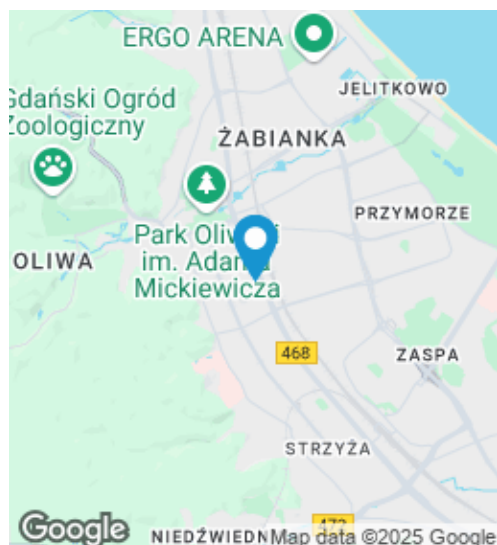 ERGO ARENA
JELITKOWO
Gdański Ogród
Zoologiczny
ŻABIANKA
PRZYMORZE
Park Oliwski
im. Adama
Mickiewicza
OLIWA
468
ZASPA
STRZYŻA
472
Google
NIEDŹWIEDN
Map data ©2025 Google